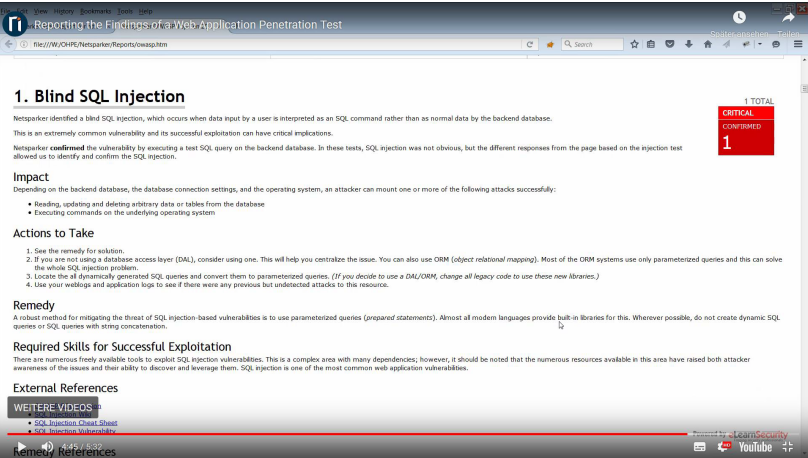 File Edit View History Bookmarks Tools Help
Reporting the Findings of a Web Application Penetration Test
Später ansehen Teilen
file:///W:/OHPE/Netsparker/Reports/owasp.htm
Search
1. Blind SQL Injection
1 TOTAL
CRITICAL
CONFIRMED
1
Netsparker identified a blind SQL injection, which occurs when data input by a user is interpreted as an SQL command rather than as normal data by the backend database.
This is an extremely common vulnerability and its successful exploitation can have critical implications.
Netsparker confirmed the vulnerability by executing a test SQL query on the backend database. In these tests, SQL injection was not obvious, but the different responses from the page based on the injection test
allowed us to identify and confirm the SQL injection.
Impact
Depending on the backend database, the database connection settings, and the operating system, an attacker can mount one or more of the following attacks successfully:
• Reading, updating and deleting arbitrary data or tables from the database
• Executing commands on the underlying operating system
Actions to Take
1. See the remedy for solution.
2. If you are not using a database access layer (DAL), consider using one. This will help you centralize the issue. You can also use ORM (object relational mapping). Most of the ORM systems use only parameterized queries and this can solve
the whole SQL injection problem.
3. Locate the all dynamically generated SQL queries and convert them to parameterized queries. (If you decide to use a DAL/ORM, change all legacy code to use these new libraries.)
4. Use your weblogs and application logs to see if there were any previous but undetected attacks to this resource.
Remedy
A robust method for mitigating the threat of SQL injection-based vulnerabilities is to use parameterized queries (prepared statements). Almost all modern languages provide built-in libraries for this. Wherever possible, do not create dynamic SQL
queries or SQL queries with string concatenation.
Required Skills for Successful Exploitation
There are numerous freely available tools to exploit SQL injection vulnerabilities. This is a complex area with many dependencies; however, it should be noted that the numerous resources available in this area have raised both attacker
awareness of the issues and their ability to discover and leverage them. SQL injection is one of the most common web application vulnerabilities.
External References
WEITERE VIDEOS
• SQL Injection Wiki
• SQL Injection Cheat Sheet
• SQL Injection Vulnerability
Powered by eLearnSecurity
4:45 / 5:32
HD
YouTube
Remedy References